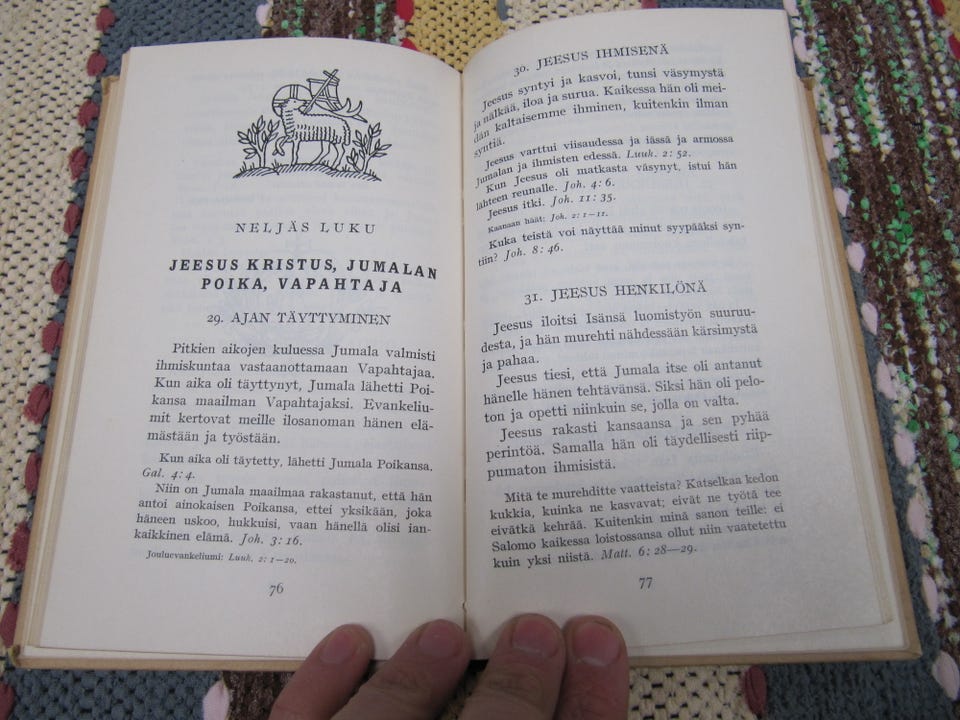 NELJÄS LUKU
JEESUS KRISTUS, JUMALAN
POIKA, VAPAHTAJA
29. AJAN TÄYTTYMINEN
Pitkien aikojen kuluessa Jumala valmisti
ihmiskuntaa vastaanottamaan Vapahtajaa.
Kun aika oli täyttynyt, Jumala lähetti Poi-
kansa maailman Vapahtajaksi. Evankeliu-
mit kertovat meille ilosanoman hänen elä-
mästään ja työstään.
Kun aika oli täytetty, lähetti Jumala Poikansa.
Gal. 4: 4.
Niin on Jumala maailmaa rakastanut, että hän
antoi ainokaisen Poikansa, ettei yksikään, joka
häneen uskoo, hukkuisi, vaan hänellä olisi ian-
kaikkinen elämä. Joh. 3: 16.
Jouluevankeliumi: Luuk. 2: 1—20.
76
30. JEESUS IHMISENÄ
Jeesus syntyi ja kasvoi, tunsi väsymystä
ja nälkää, iloa ja surua. Kaikessa hän oli mei-
dän kaltaisemme ihminen, kuitenkin ilman
syntiä.
Jeesus varttui viisaudessa ja iässä ja armossa
Jumalan ja ihmisten edessä. Luuk. 2: 52.
Kun Jeesus oli matkasta väsynyt, istui hän
lähteen reunalle. Joh. 4: 6.
Jeesus itki. Joh. 11: 35.
Kaanaan häät: Joh. 2: 1—11.
Kuka teistä voi näyttää minut syypääksi syn-
tiin? Joh. 8: 46.
31. JEESUS HENKILÖNÄ
Jeesus iloitsi Isänsä luomistyön suuruu-
desta, ja hän murehti nähdessään kärsimystä
ja pahaa.
Jeesus tiesi, että Jumala itse oli antanut
hänelle hänen tehtävänsä. Siksi hän oli pelo-
ton ja opetti niinkuin se, jolla on valta.
Jeesus rakasti kansaansa ja sen pyhää
perintöä. Samalla hän oli täydellisesti riip-
pumaton ihmisistä.
Mitä te murehditte vaatteista? Katselkaa kedon
kukkia, kuinka ne kasvavat; eivät ne työtä tee
eivätkä kehrää. Kuitenkin minä sanon teille: ei
Salomo kaikessa loistossansa ollut niin vaatetettu
kuin yksi niistä. Matt. 6: 28—29.
77